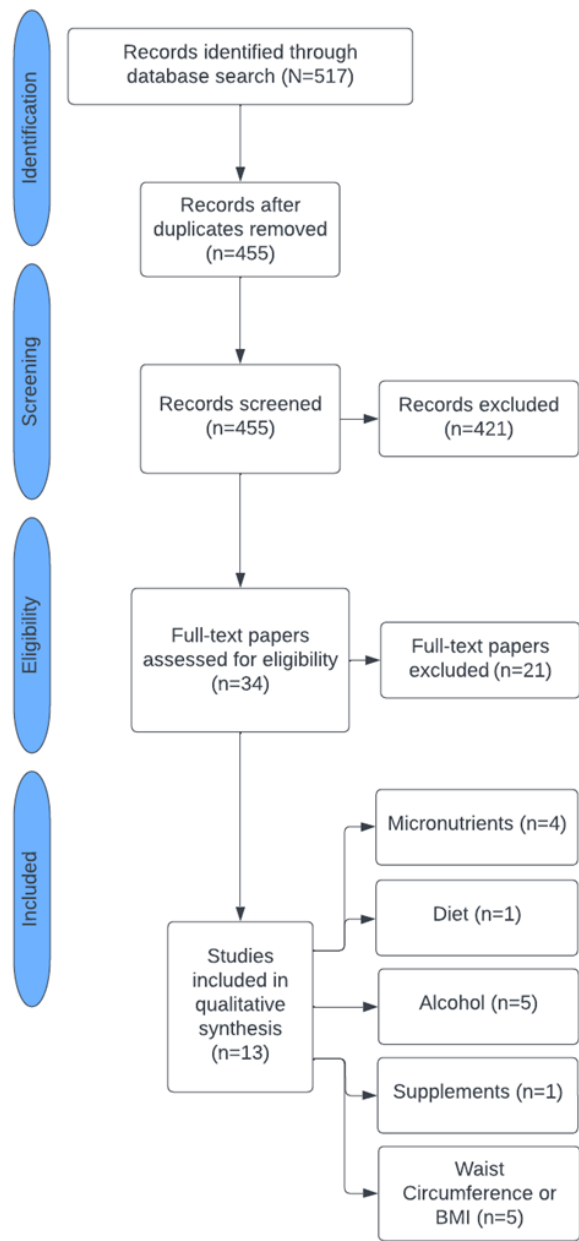 Identification
Records identified through
database search (N=517)
Records after
duplicates removed
(n=455)
Screening
Records screened
(n=455)
Records excluded
(n=421)
Eligibility
Full-text papers
assessed for eligibility
(n=34)
Full-text papers
excluded (n=21)
Included
Studies
included in
qualitative
synthesis
(n=13)
Micronutrients (n=4)
Diet (n=1)
Alcohol (n=5)
Supplements (n=1)
Waist
Circumference or
BMI (n=5)